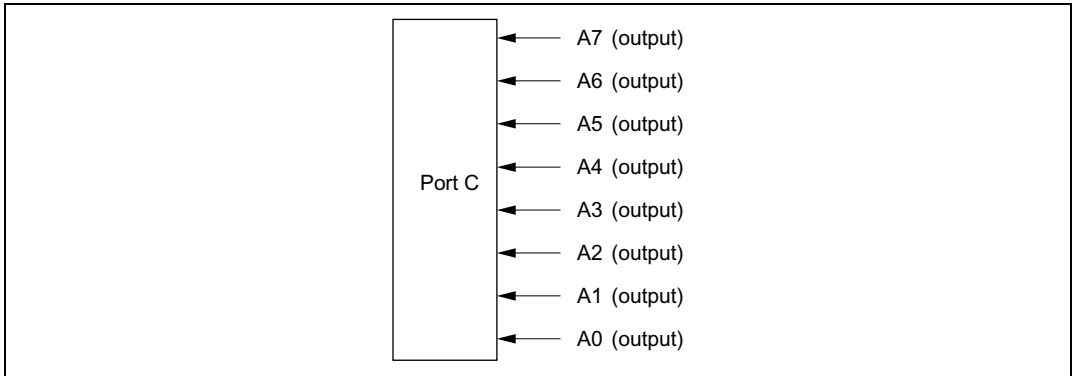 A7 (output)
A6 (output)
A5 (output)
A4 (output)
Port C
A3 (output)
A2 (output)
A1 (output)
A0 (output)